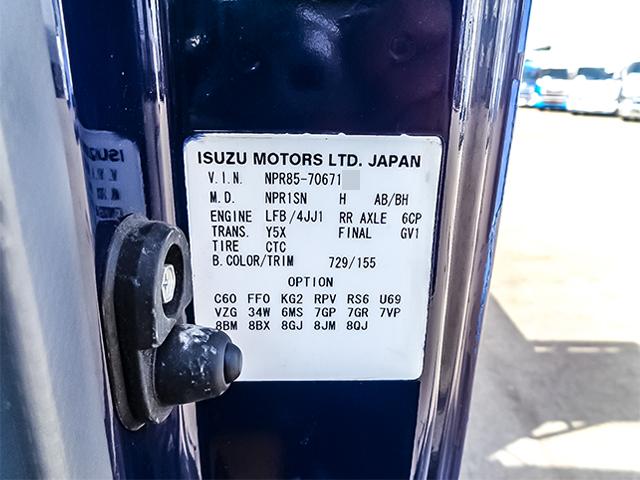 ISUZU MOTORS LTD. JAPAN
V.I.N. NPR85-70671
M.D. NPR1SN H AB/BH
ENGINE LFB/4JJ1 RR AXLE 6CP
TRANS. Y5X FINAL GV1
TIRE CTC
B.COLOR/TRIM 729/155
OPTION
C60 FF0 KG2 RPV RS6 U69
VZG 34W 6MS 7GP 7GR 7VP
8BM 8BX 8GJ 8JM 8QJ